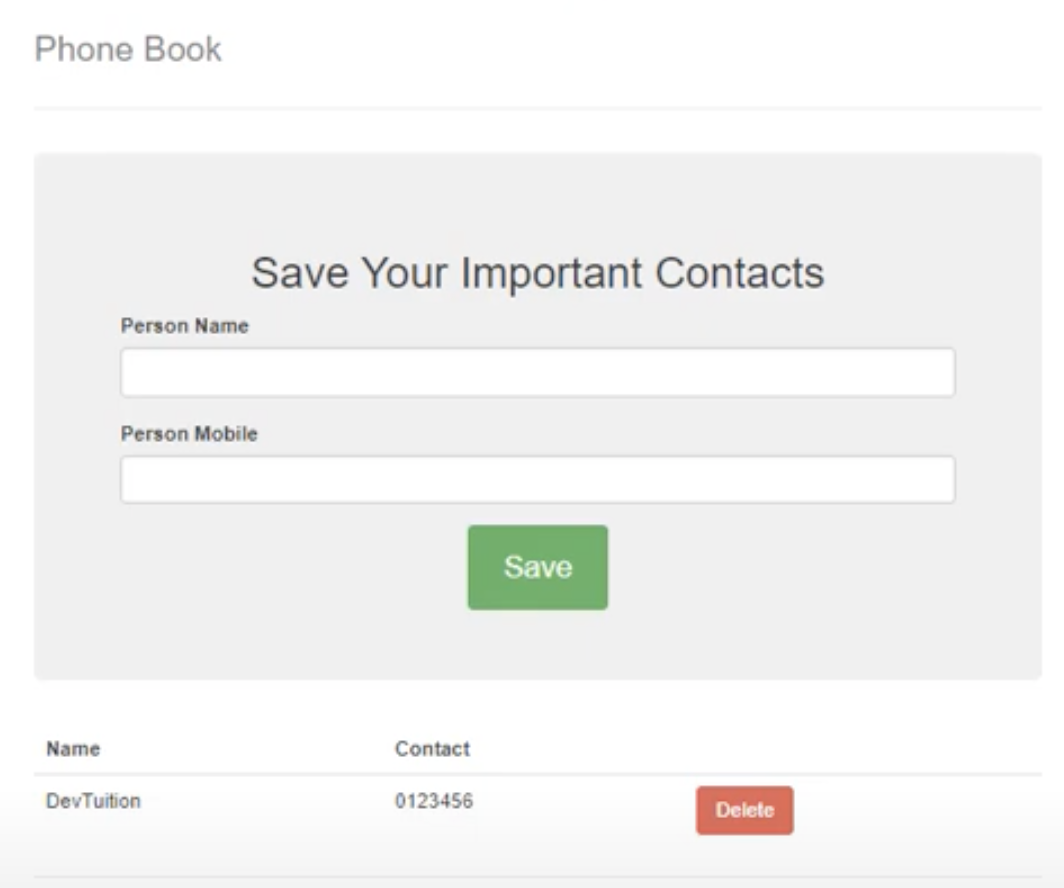 Phone Book
Save Your Important Contacts
Person Name
Person Mobile
Save
Name Contact
DevTuition 0123456 Delete